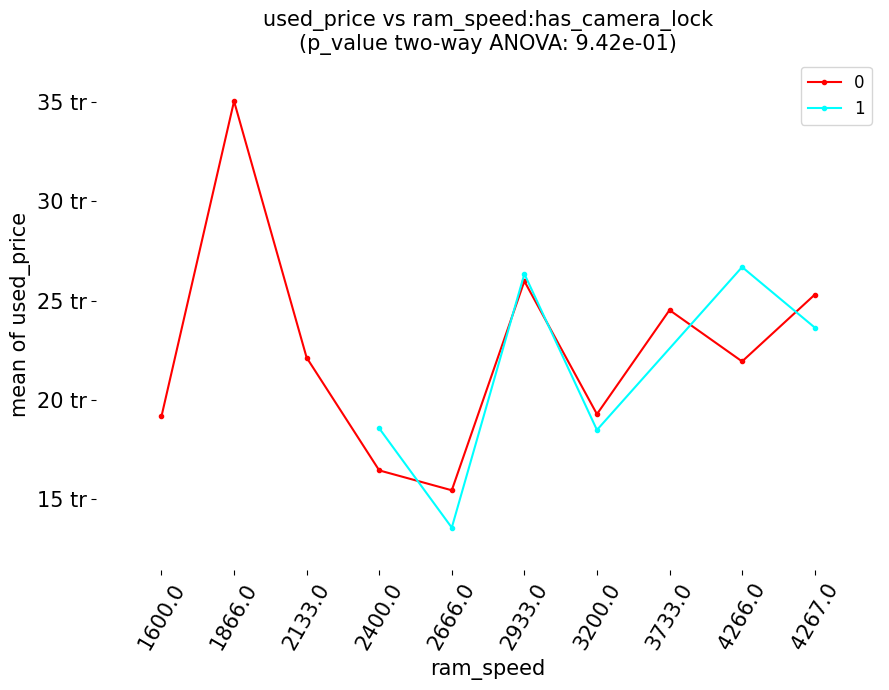 used_price vs ram_speed:has_camera_lock
(p_value two-way ANOVA: 9.42e-01)
0
1
35 tr
30 tr
25 tr
20 tr
15 tr
mean of used_price
1600.0
1866.0
2133.0
2400.0
2666.0
2933.0
3200.0
3733.0
4266.0
4267.0
ram_speed